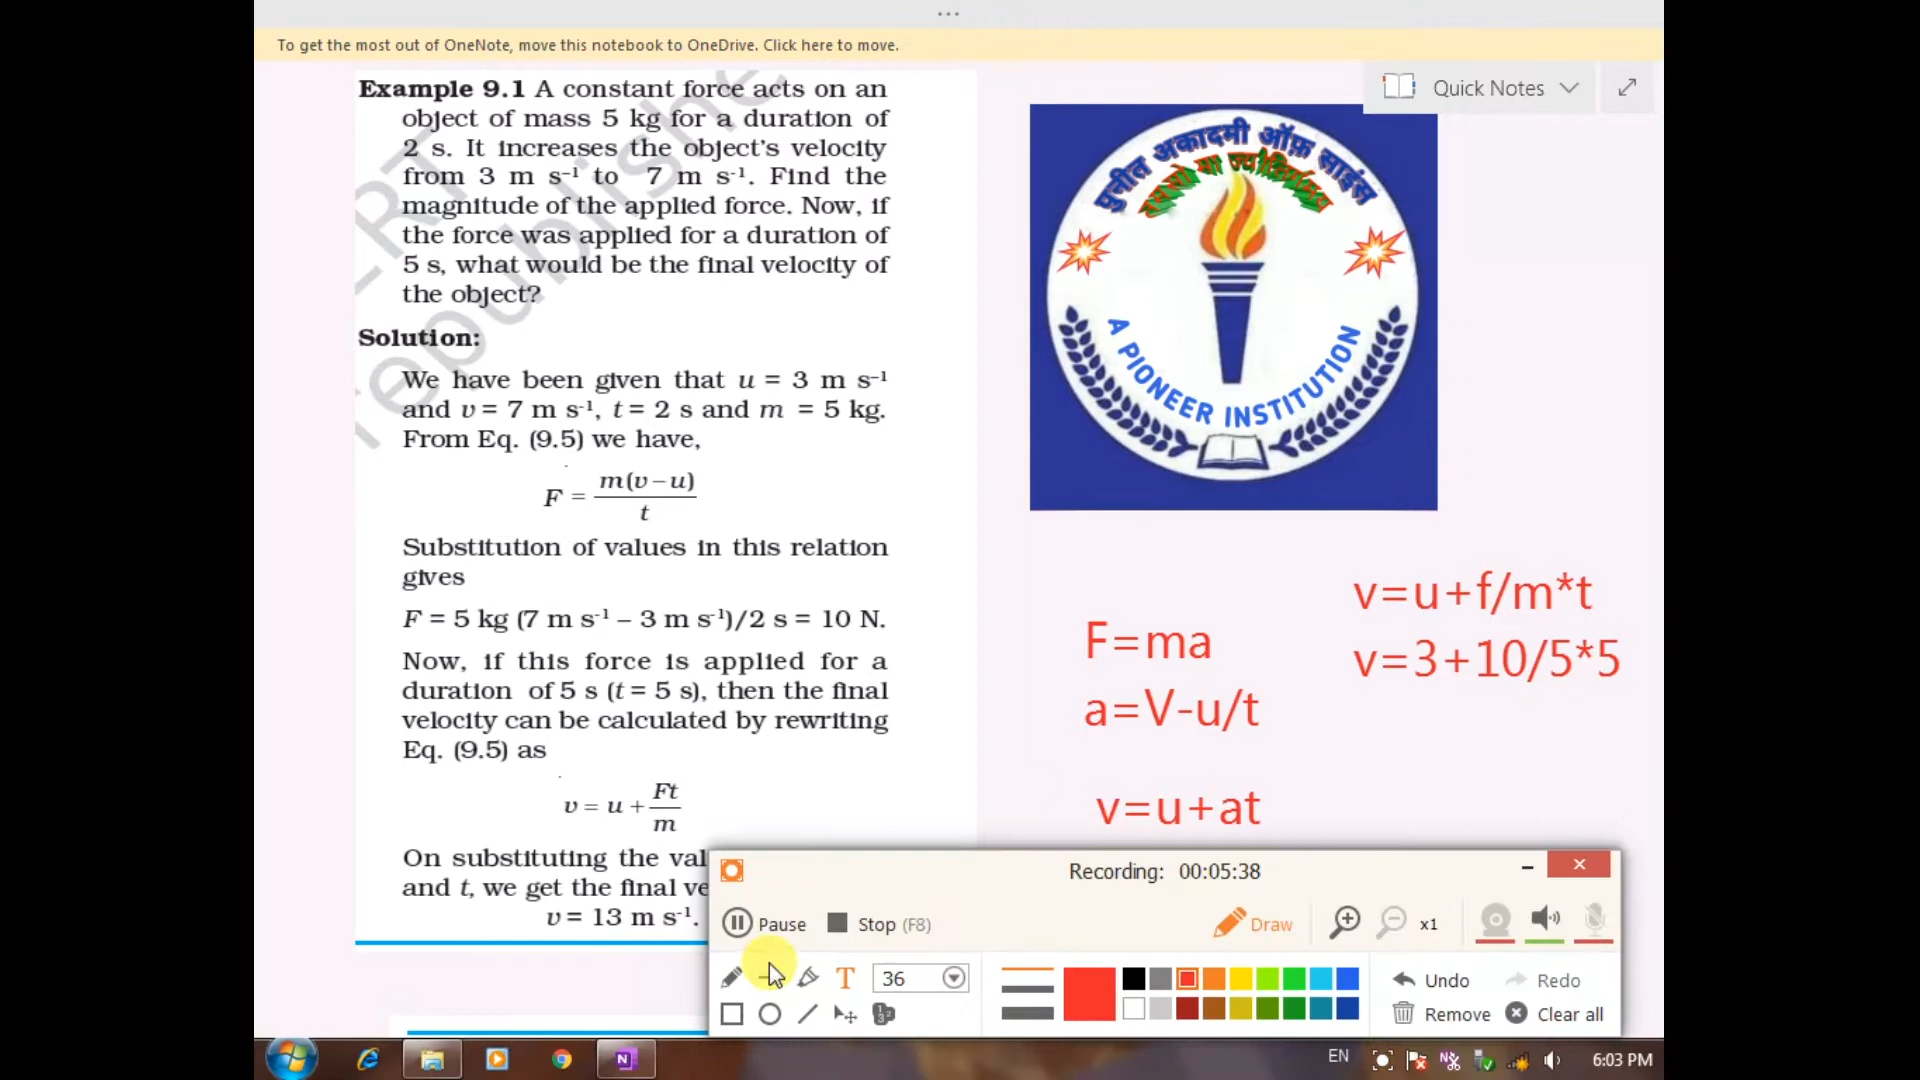 To get the most out of OneNote, move this notebook to OneDrive. Click here to move.
Quick Notes
Example 9.1 A constant force acts on an
object of mass 5 kg for a duration of
2 s. It increases the object's velocity
from 3 m s⁻¹ to 7 m s⁻¹. Find the
magnitude of the applied force. Now, if
the force was applied for a duration of
5 s, what would be the final velocity of
the object?
Solution:
We have been given that u = 3 m s⁻¹
and v = 7 m s⁻¹, t = 2 s and m = 5 kg.
From Eq. (9.5) we have,
F = m(v – u) / t
Substitution of values in this relation
gives
F = 5 kg (7 m s⁻¹ – 3 m s⁻¹)/2 s = 10 N.
Now, if this force is applied for a
duration of 5 s (t = 5 s), then the final
velocity can be calculated by rewriting
Eq. (9.5) as
v = u + Ft / m
On substituting the val
and t, we get the final ve
v = 13 m s⁻¹.
republishe
पुनीत अकादमी ऑफ़ साइंस
A PIONEER INSTITUTION
F=ma
a=V-u/t
v=u+at
v=u+f/m*t
v=3+10/5*5
Recording: 00:05:38
Pause
Stop (F8)
Draw
x1
T
36
Undo
Redo
Remove
Clear all
EN
6:03 PM